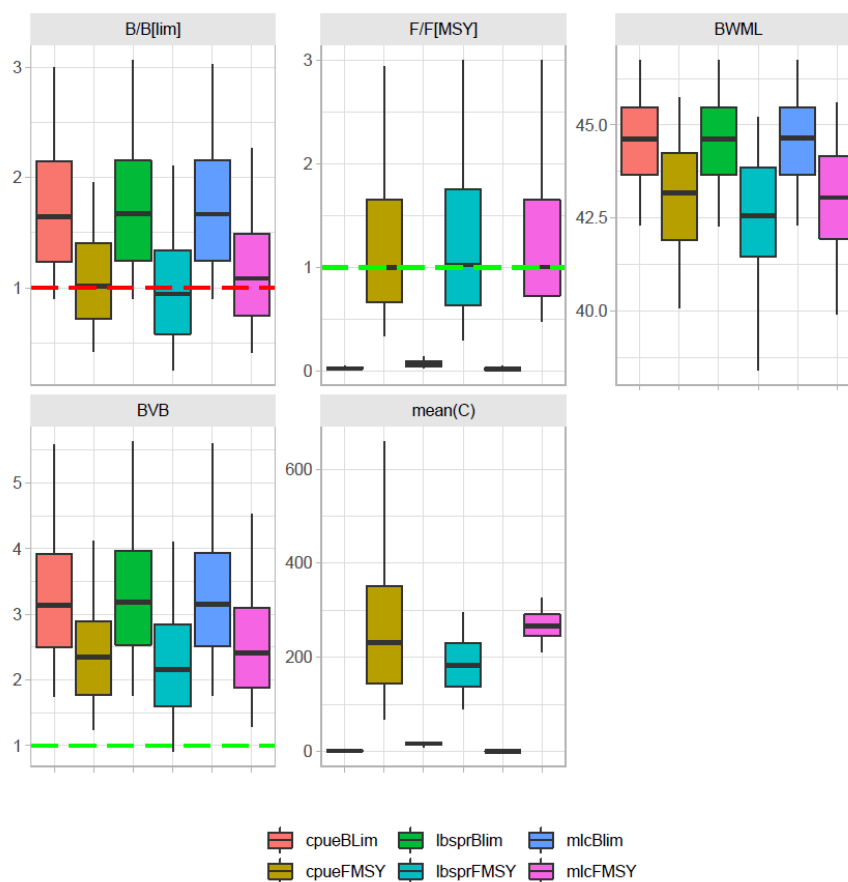 B/B[lim] F/F[MSY] BWML
3 3
2 2 45.0
1 1 42.5
0 40.0
BVB mean(C)
5 600
4 400
3
2 200
1 0
cpueBLim lbsprBlim mlcBlim
cpueFMSY lbsprFMSY mlcFMSY